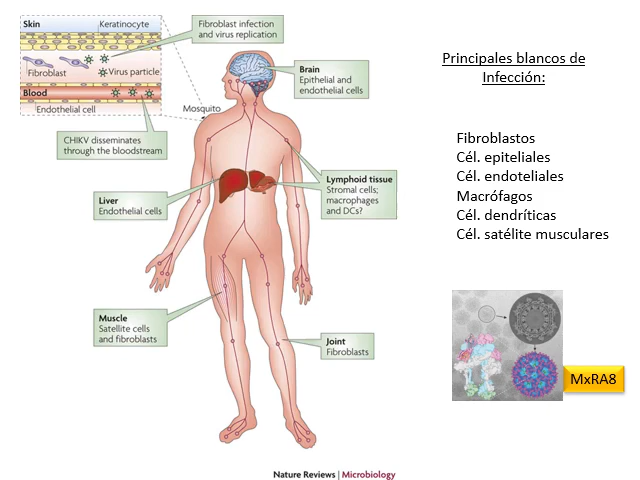 Skin
Keratinocyte
Fibroblast
Virus particle
Blood
Endothelial cell
Fibroblast infection
and virus replication
Mosquito
CHIKV disseminates
through the bloodstream
Brain
Epithelial and
endothelial cells
Liver
Endothelial cells
Lymphoid tissue
Stromal cells;
macrophages
and DCs?
Muscle
Satellite cells
and fibroblasts
Joint
Fibroblasts
Nature Reviews | Microbiology
Principales blancos de
Infección:
Fibroblastos
Cél. epiteliales
Cél. endoteliales
Macrófagos
Cél. dendríticas
Cél. satélite musculares
MxRA8